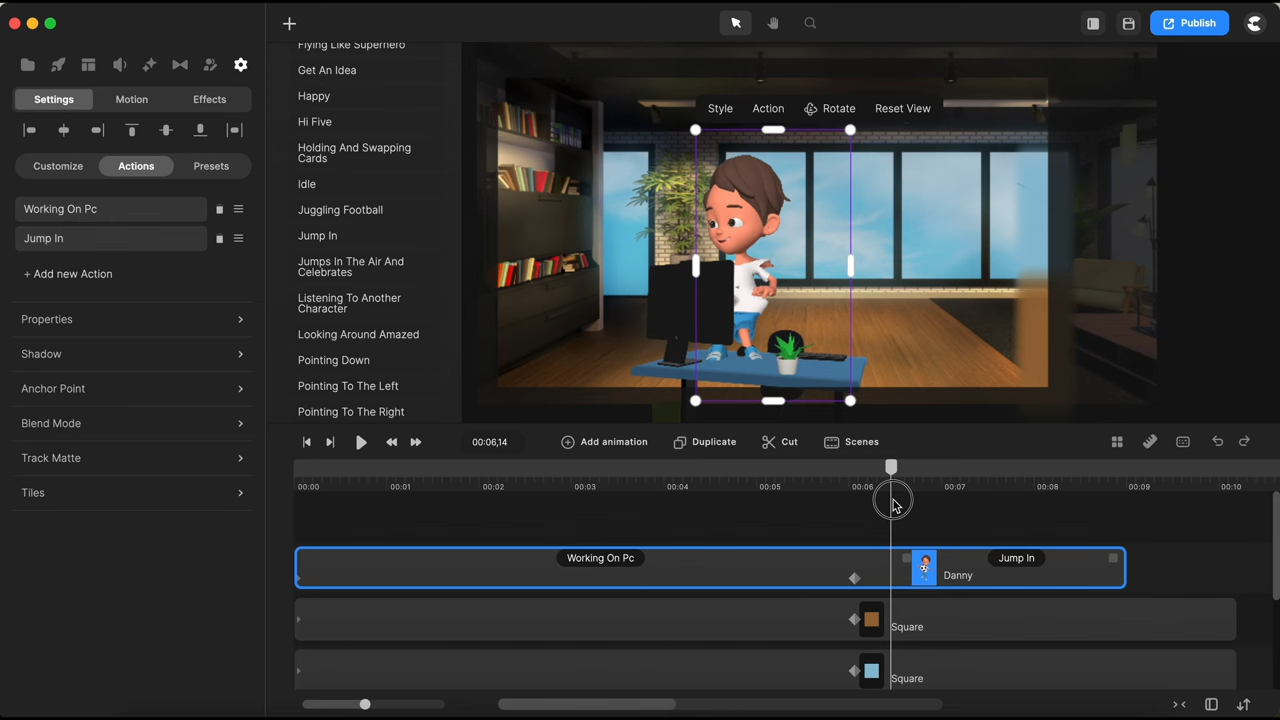 Publish
Settings
Motion
Effects
Customize
Actions
Presets
Working On Pc
Jump In
+ Add new Action
Properties
Shadow
Anchor Point
Blend Mode
Track Matte
Tiles
Flying Like Superhero
Get An Idea
Happy
Hi Five
Holding And Swapping
Cards
Idle
Juggling Football
Jump In
Jumps In The Air And
Celebrates
Listening To Another
Character
Looking Around Amazed
Pointing Down
Pointing To The Left
Pointing To The Right
Style Action Rotate Reset View
00:06,14
Add animation
Duplicate
Cut
Scenes
00:00 00:01 00:02 00:03 00:04 00:05 00:06 00:07 00:08 00:09 00:10
Working On Pc
Jump In
Danny
Square
Square